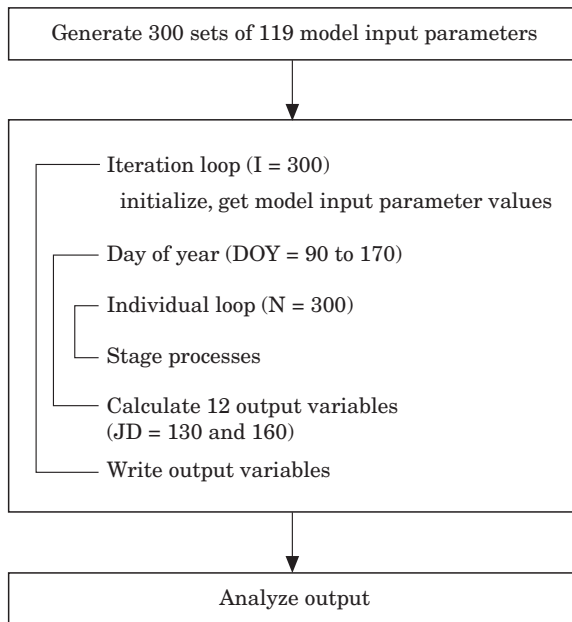 Generate 300 sets of 119 model input parameters
Iteration loop (I = 300)
initialize, get model input parameter values
Day of year (DOY = 90 to 170)
Individual loop (N = 300)
Stage processes
Calculate 12 output variables
(JD = 130 and 160)
Write output variables
Analyze output